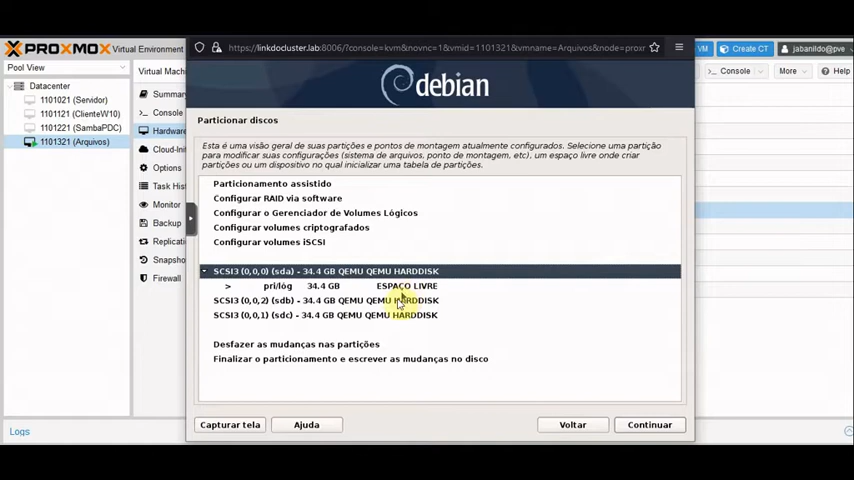 PROXMOX Virtual Environment
https://linkdocluster.lab:8006/?console=kvm&novnc=1&vmid=1101321&vmname=Arquivos&node=proxr
VM
Create CT
jabanildo@pve
Pool View
Virtual Mac
Console
More
Help
Datacenter
1101021 (Servidor)
1101121 (ClienteW10)
1101221 (SambaPDC)
1101321 (Arquivos)
Summar
Console
Hardware
Cloud-Ini
Options
Task Hist
Monitor
Backup
Replicati
Snapsho
Firewall
debian
Particionar discos
Esta é uma visão geral de suas partições e pontos de montagem atualmente configurados. Selecione uma partição
para modificar suas configurações (sistema de arquivos, ponto de montagem, etc), um espaço livre onde criar
partições ou um dispositivo no qual inicializar uma tabela de partições.
Particionamento assistido
Configurar RAID via software
Configurar o Gerenciador de Volumes Lógicos
Configurar volumes criptografados
Configurar volumes iSCSI
SCSI3 (0,0,0) (sda) - 34.4 GB QEMU QEMU HARDDISK
> pri/lóg 34.4 GB ESPAÇO LIVRE
SCSI3 (0,0,2) (sdb) - 34.4 GB QEMU QEMU HARDDISK
SCSI3 (0,0,1) (sdc) - 34.4 GB QEMU QEMU HARDDISK
Desfazer as mudanças nas partições
Finalizar o particionamento e escrever as mudanças no disco
Capturar tela
Ajuda
Voltar
Continuar
Logs